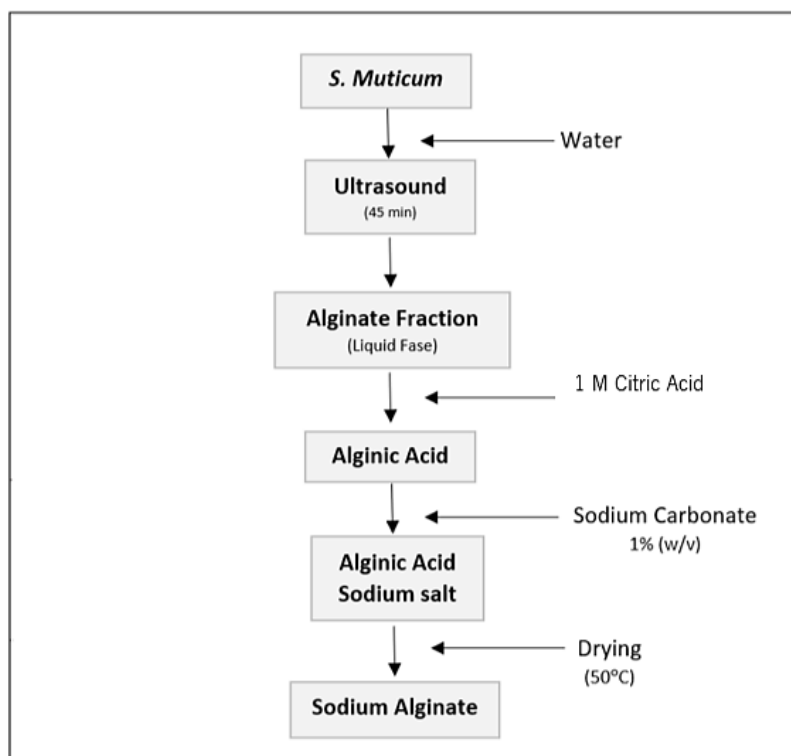 S. Muticum
Water
Ultrasound
(45 min)
Alginate Fraction
(Liquid Fase)
1 M Citric Acid
Alginic Acid
Sodium Carbonate
1% (w/v)
Alginic Acid
Sodium salt
Drying
(50°C)
Sodium Alginate